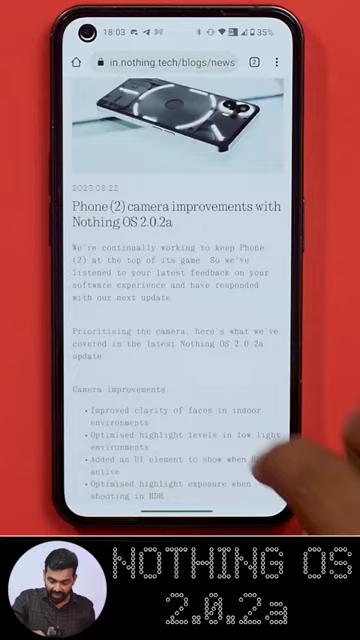 18:03
35%
in.nothing.tech/blogs/news
2
2023.08.22
Phone (2) camera improvements with
Nothing OS 2.0.2a
We're continually working to keep Phone
(2) at the top of its game. So we've
listened to your latest feedback on your
software experience and have responded
with our next update
Prioritising the camera, here's what we've
covered in the latest Nothing OS 2.0.2a
update
Camera improvements
• Improved clarity of faces in indoor
environments
• Optimised highlight levels in low light
environments
• Added an UI element to show when
active
• Optimised highlight exposure when
shooting in HDR
NOTHING OS
2.0.2a